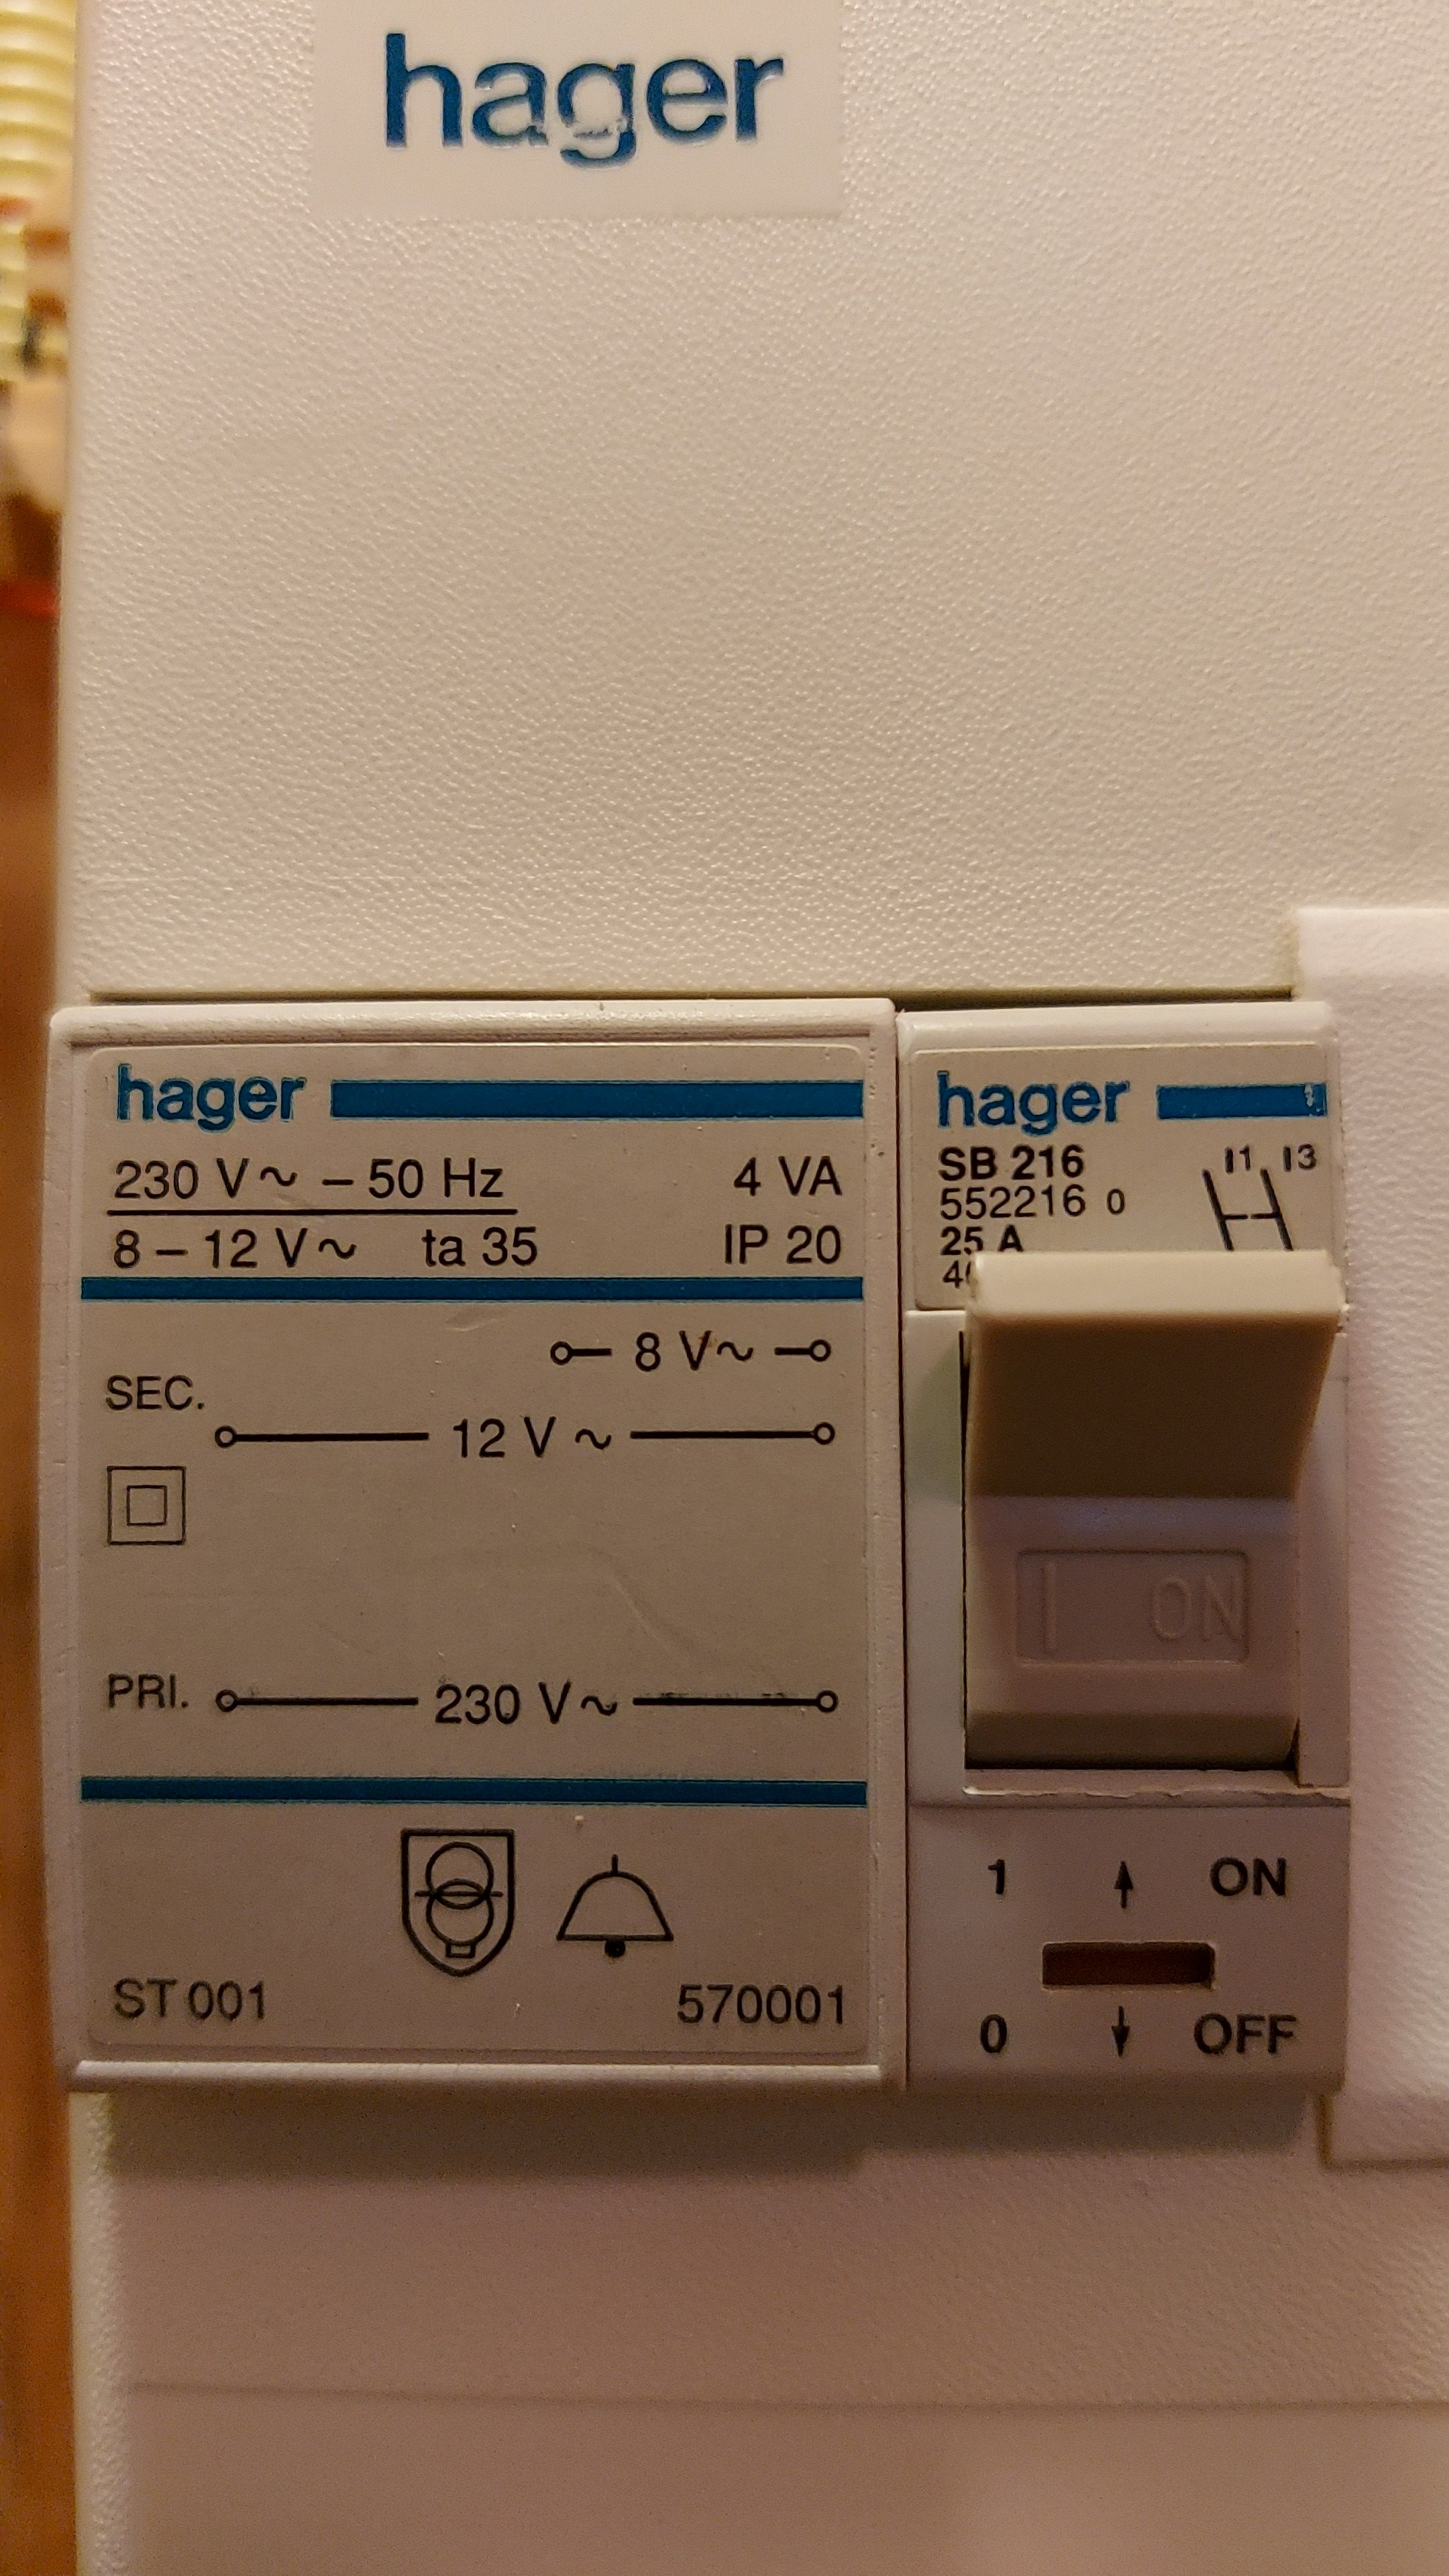 hager
hager
230 V~ – 50 Hz 4 VA
8 – 12 V~ ta 35 IP 20
8 V~
SEC.
12 V ~
PRI. 230 V~
ST 001 570001
hager
SB 216 11 13
552216 0
25 A
I ON
1 ON
0 OFF